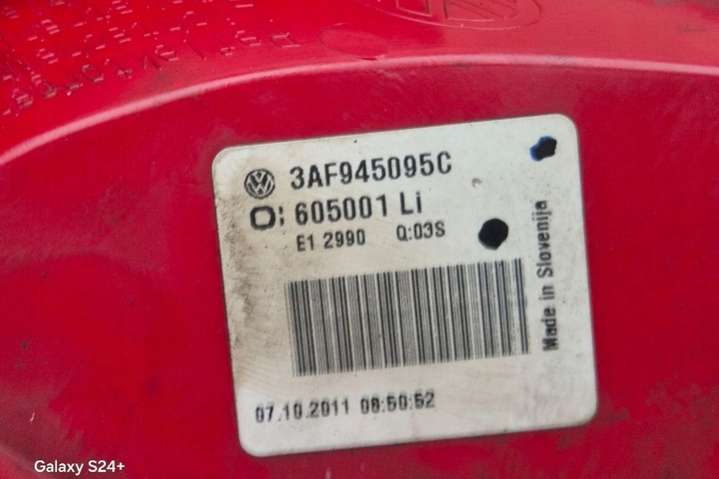 3AF945095C
605001 Li
E1 2990 Q:03S
Made in Slovenija
07.10.2011 08:50:52
Galaxy S24+